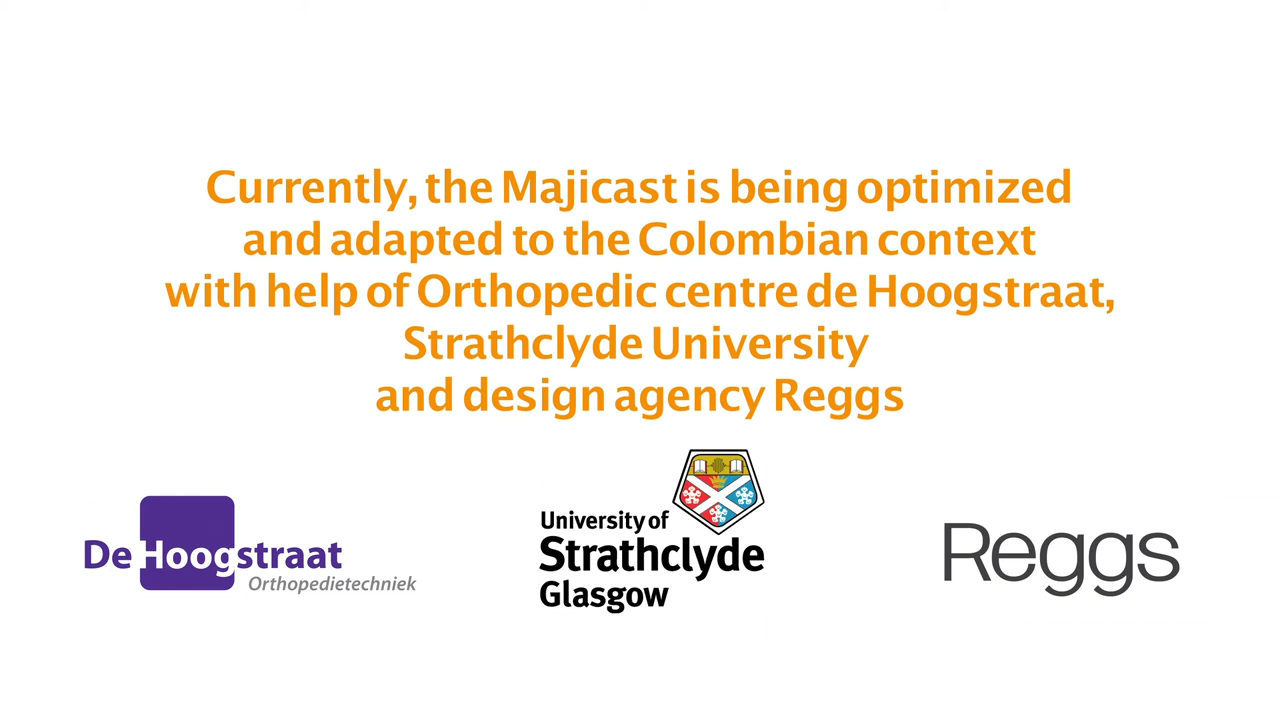 Currently, the Majicast is being optimized
and adapted to the Colombian context
with help of Orthopedic centre de Hoogstraat,
Strathclyde University
and design agency Reggs
De Hoogstraat
Orthopedietechniek
University of
Strathclyde
Glasgow
Reggs